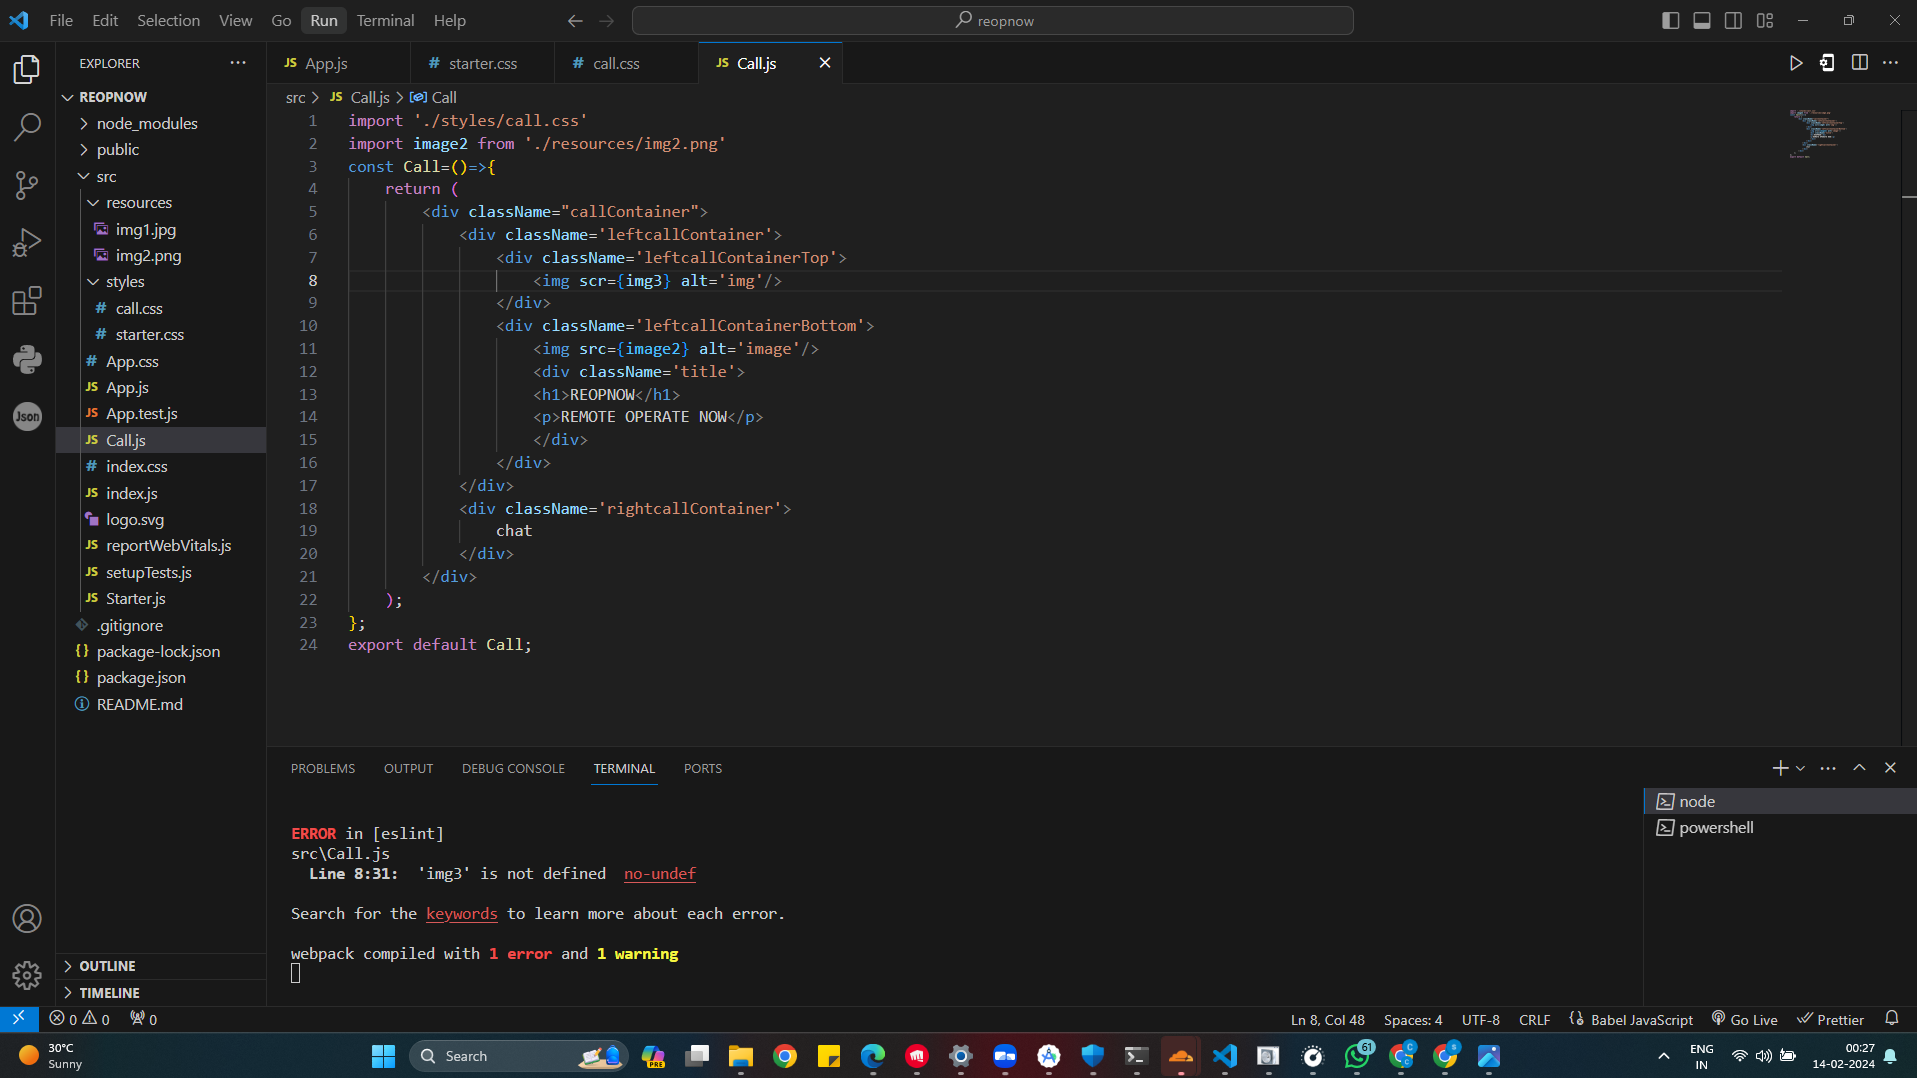 File Edit Selection View Go Run Terminal Help
reopnow
EXPLORER
REOPNOW
node_modules
public
src
resources
img1.jpg
img2.png
styles
# call.css
# starter.css
# App.css
JS App.js
JS App.test.js
JS Call.js
# index.css
JS index.js
logo.svg
JS reportWebVitals.js
JS setupTests.js
JS Starter.js
.gitignore
{} package-lock.json
{} package.json
README.md
OUTLINE
TIMELINE
Json
JS App.js # starter.css # call.css JS Call.js
src > JS Call.js > Call
1 import './styles/call.css'
2 import image2 from './resources/img2.png'
3 const Call=()=>{
4 return (
5 <div className="callContainer">
6 <div className='leftcallContainer'>
7 <div className='leftcallContainerTop'>
8 <img scr={img3} alt='img'/>
9 </div>
10 <div className='leftcallContainerBottom'>
11 <img src={image2} alt='image'/>
12 <div className='title'>
13 <h1>REOPNOW</h1>
14 <p>REMOTE OPERATE NOW</p>
15 </div>
16 </div>
17 </div>
18 <div className='rightcallContainer'>
19 chat
20 </div>
21 </div>
22 );
23 };
24 export default Call;
PROBLEMS OUTPUT DEBUG CONSOLE TERMINAL PORTS
ERROR in [eslint]
src\Call.js
Line 8:31: 'img3' is not defined no-undef
Search for the keywords to learn more about each error.
webpack compiled with 1 error and 1 warning
node
powershell
0 0 0
Ln 8, Col 48 Spaces: 4 UTF-8 CRLF {} Babel JavaScript Go Live Prettier
30°C
Sunny
Search
PRE
61
C
s
ENG
IN
00:27
14-02-2024